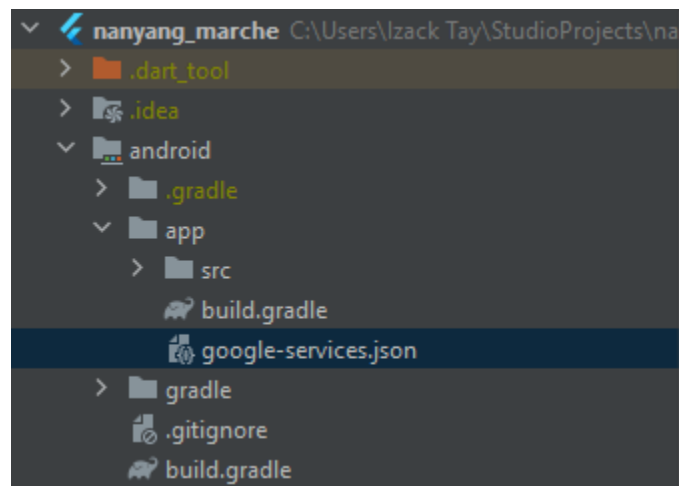 nanyang_marche C:\Users\Izack Tay\StudioProjects\na
.dart_tool
.idea
android
.gradle
app
src
build.gradle
google-services.json
gradle
.gitignore
build.gradle